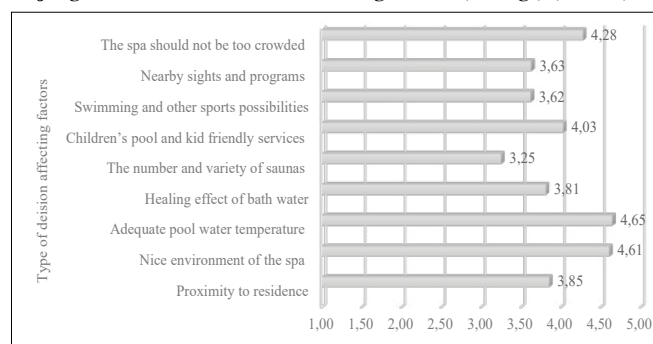 The spa should not be too crowded 4,28
Nearby sights and programs 3,63
Swimming and other sports possibilities 3,62
Children's pool and kid friendly services 4,03
The number and variety of saunas 3,25
Healing effect of bath water 3,81
Adequate pool water temperature 4,65
Nice environment of the spa 4,61
Proximity to residence 3,85
Type of deision affecting factors
1,00 1,50 2,00 2,50 3,00 3,50 4,00 4,50 5,00